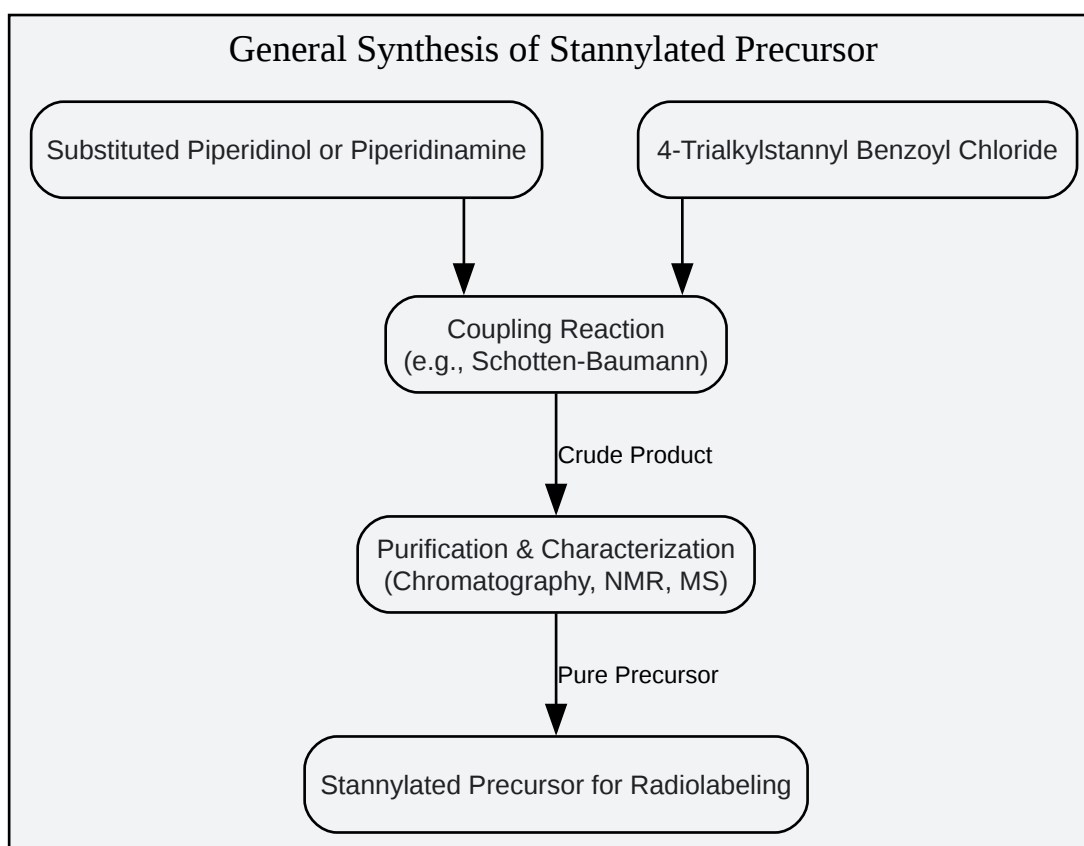 General Synthesis of Stannylated Precursor
Substituted Piperidinol or Piperidinamine
4-Trialkylstannyl Benzoyl Chloride
Coupling Reaction
(e.g., Schotten-Baumann)
Crude Product
Purification & Characterization
(Chromatography, NMR, MS)
Pure Precursor
Stannylated Precursor for Radiolabeling